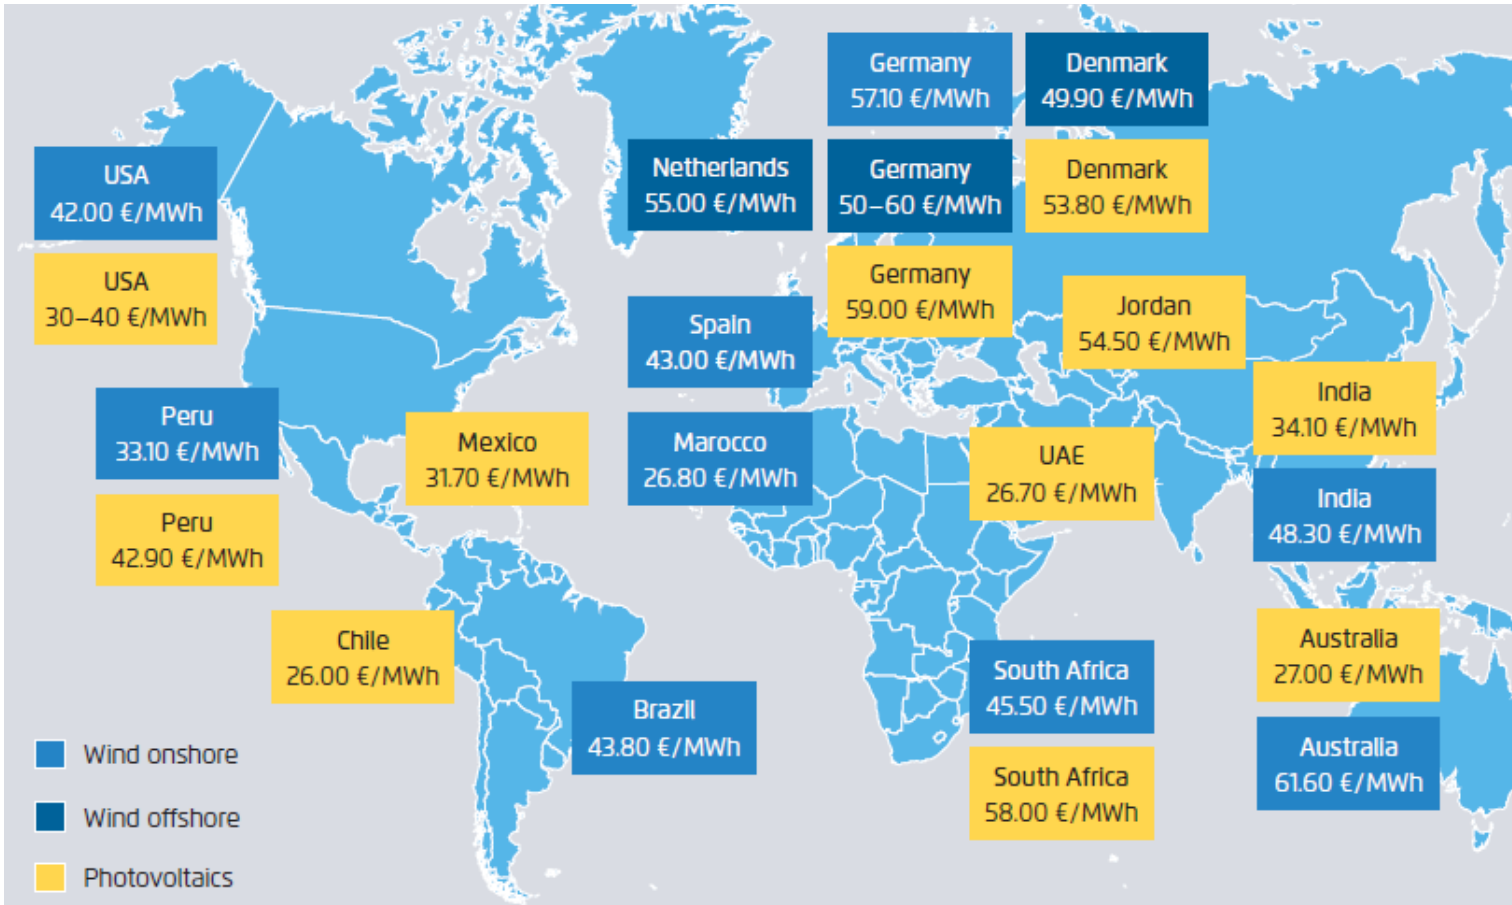 Germany
57.10 €/MWh
Denmark
49.90 €/MWh
USA
42.00 €/MWh
Netherlands
55.00 €/MWh
Germany
50–60 €/MWh
Denmark
53.80 €/MWh
USA
30–40 €/MWh
Germany
59.00 €/MWh
Jordan
54.50 €/MWh
Spain
43.00 €/MWh
Peru
33.10 €/MWh
Mexico
31.70 €/MWh
Marocco
26.80 €/MWh
UAE
26.70 €/MWh
India
34.10 €/MWh
India
48.30 €/MWh
Peru
42.90 €/MWh
Chile
26.00 €/MWh
Brazil
43.80 €/MWh
South Africa
45.50 €/MWh
Australia
27.00 €/MWh
South Africa
58.00 €/MWh
Australia
61.60 €/MWh
Wind onshore
Wind offshore
Photovoltaics